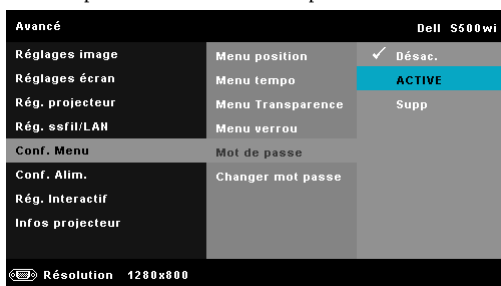 Avancé Dell S500wi
Réglages image Menu position ✓ Désac.
Réglages écran Menu tempo ACTIVE
Rég. projecteur Menu Transparence Supp
Rég. ssfil/LAN Menu verrou
Conf. Menu Mot de passe
Conf. Alim. Changer mot passe
Rég. Interactif
Infos projecteur
Résolution 1280x800